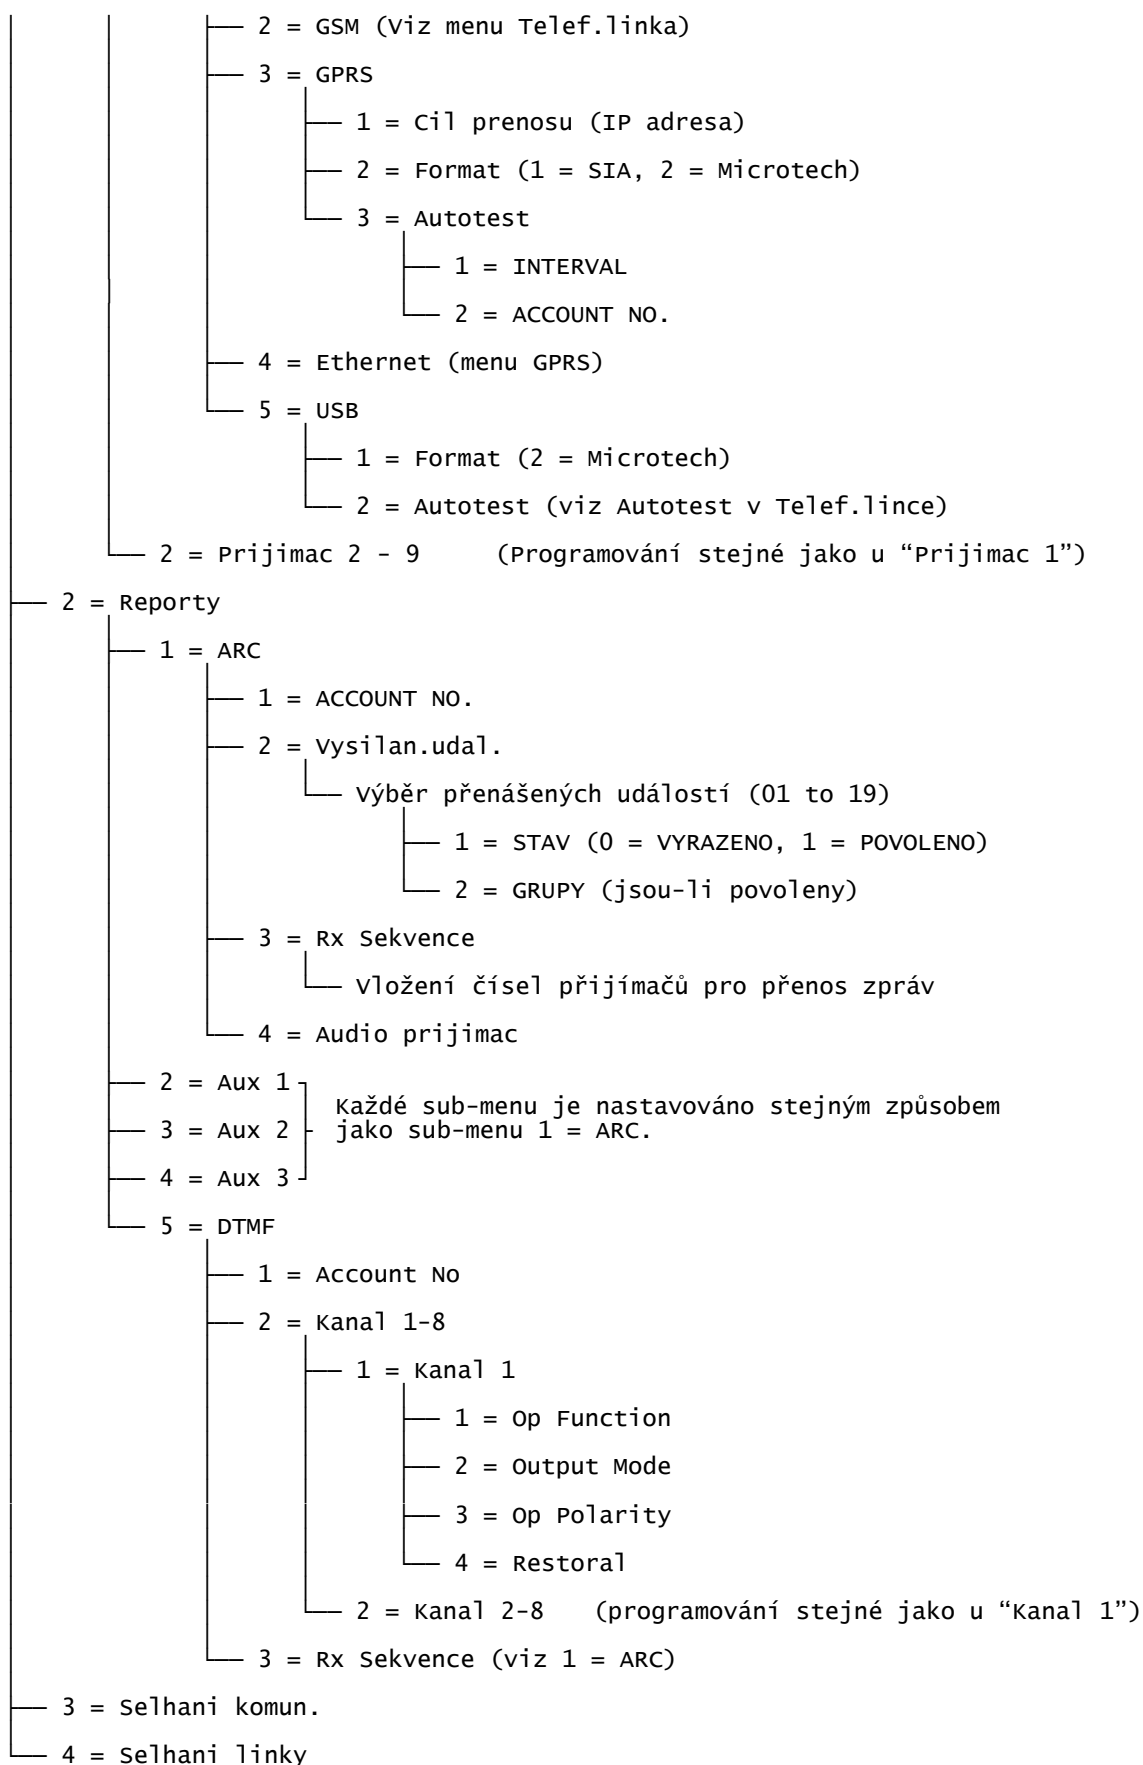 2 = GSM (Viz menu Telef.linka)
3 = GPRS
1 = Cil prenosu (IP adresa)
2 = Format (1 = SIA, 2 = Microtech)
3 = Autotest
1 = INTERVAL
2 = ACCOUNT NO.
4 = Ethernet (menu GPRS)
5 = USB
1 = Format (2 = Microtech)
2 = Autotest (viz Autotest v Telef.lince)
2 = Prijimac 2 - 9 (Programování stejné jako u “Prijimac 1”)
2 = Reporty
1 = ARC
1 = ACCOUNT NO.
2 = Vysilan.udal.
Výběr přenášených událostí (01 to 19)
1 = STAV (0 = VYRAZENO, 1 = POVOLENO)
2 = GRUPY (jsou-li povoleny)
3 = Rx Sekvence
Vložení čísel přijímačů pro přenos zpráv
4 = Audio prijimac
2 = Aux 1
Každé sub-menu je nastavováno stejným způsobem
3 = Aux 2 jako sub-menu 1 = ARC.
4 = Aux 3
5 = DTMF
1 = Account No
2 = Kanal 1-8
1 = Kanal 1
1 = Op Function
2 = Output Mode
3 = Op Polarity
4 = Restoral
2 = Kanal 2-8 (programování stejné jako u “Kanal 1”)
3 = Rx Sekvence (viz 1 = ARC)
3 = Selhani komun.
4 = Selhani linky